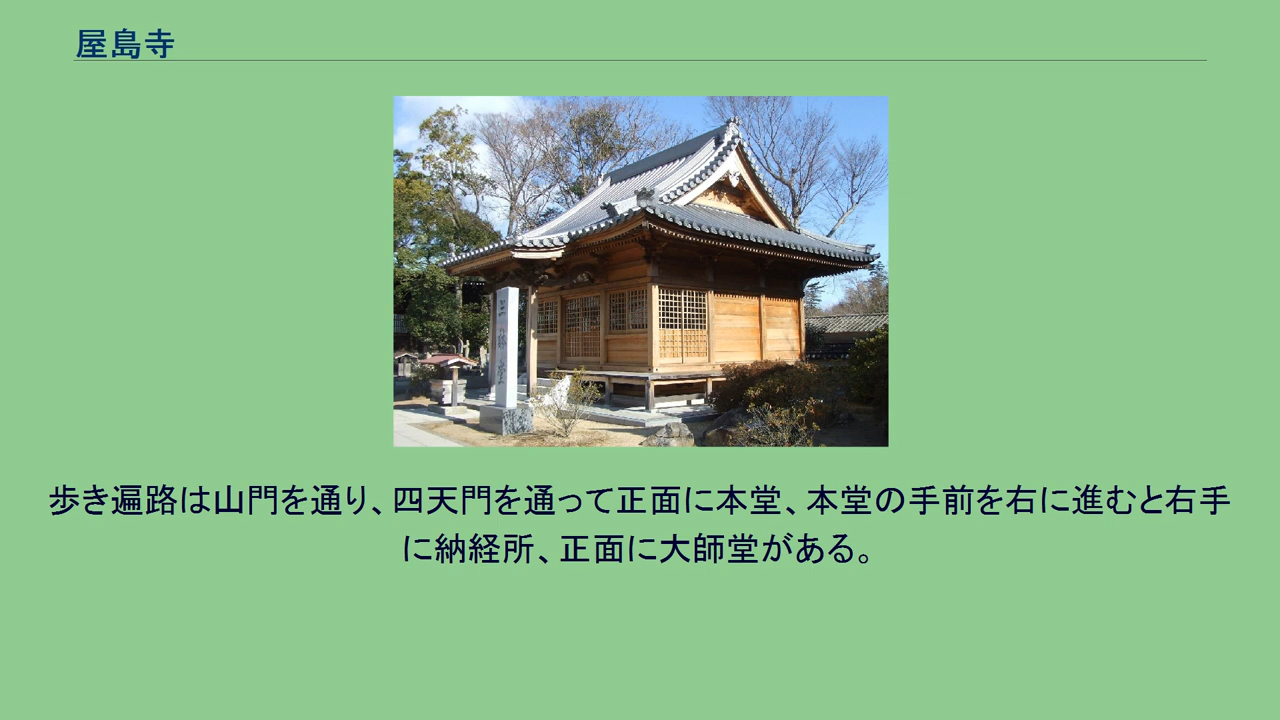 屋島寺
歩き遍路は山門を通り、四天門を通って正面に本堂、本堂の手前を右に進むと右手
に納経所、正面に大師堂がある。